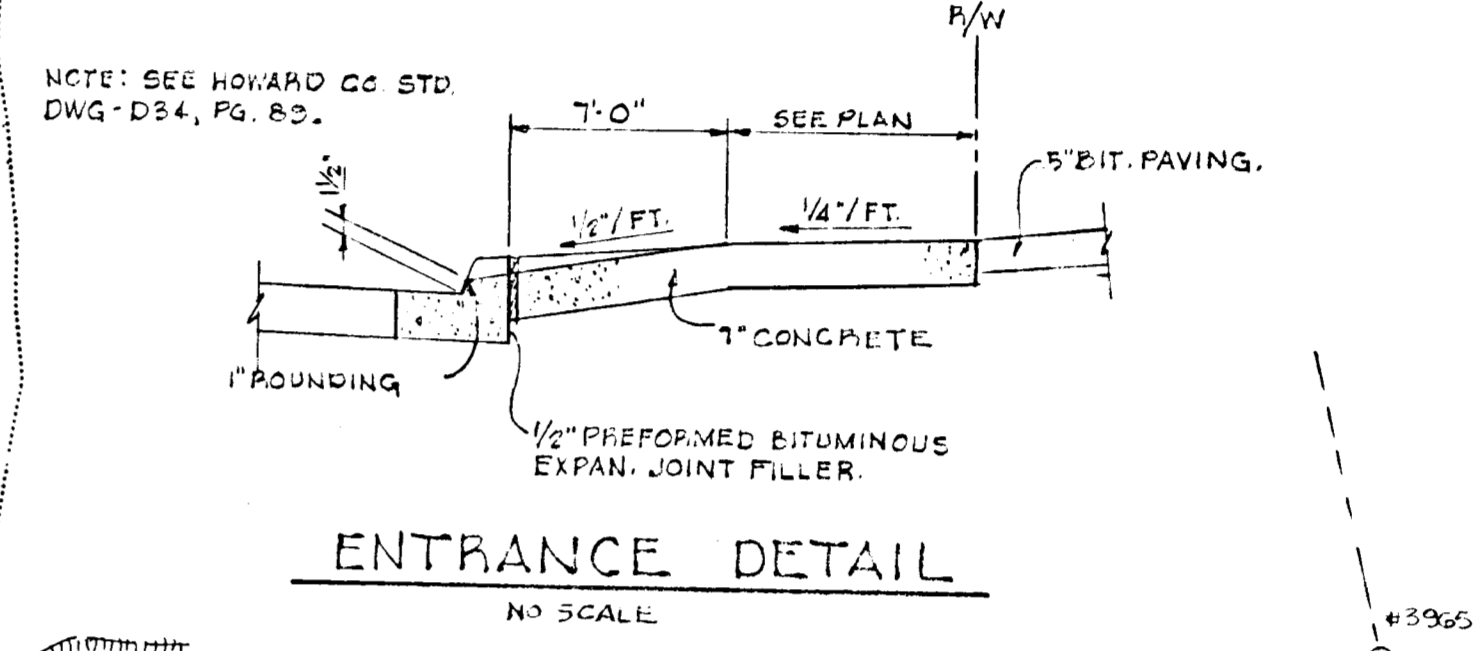 R/W
NOTE: SEE HOWARD CO. STD.
DWG-D34, PG. 89.
7'-0"
SEE PLAN
5" BIT. PAVING.
1½"
1/2"/FT.
1/4"/FT.
7" CONCRETE
1" ROUNDING
1/2" PREFORMED BITUMINOUS
EXPAN. JOINT FILLER.
ENTRANCE DETAIL
NO SCALE
#3965